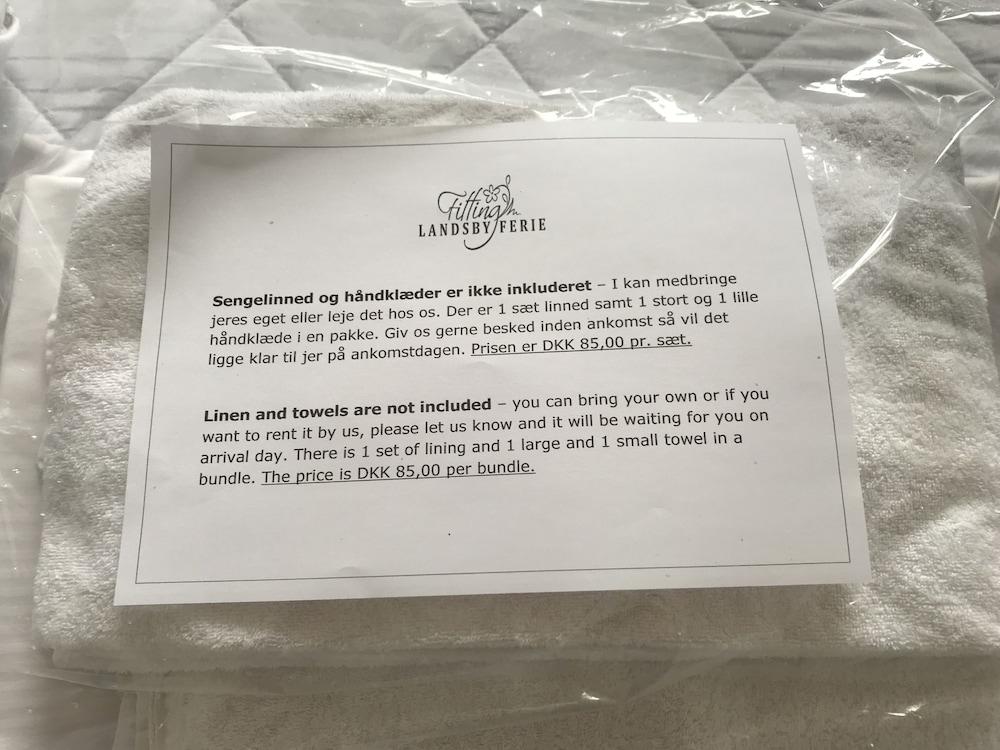 Filling
LANDSBYFERIE
Sengelinned og håndklæder er ikke inkluderet – I kan medbringe
jeres eget eller leje det hos os. Der er 1 sæt linned samt 1 stort og 1 lille
håndklæde i en pakke. Giv os gerne besked inden ankomst så vil det
ligge klar til jer på ankomstdagen. Prisen er DKK 85,00 pr. sæt.
Linen and towels are not included – you can bring your own or if you
want to rent it by us, please let us know and it will be waiting for you on
arrival day. There is 1 set of lining and 1 large and 1 small towel in a
bundle. The price is DKK 85,00 per bundle.